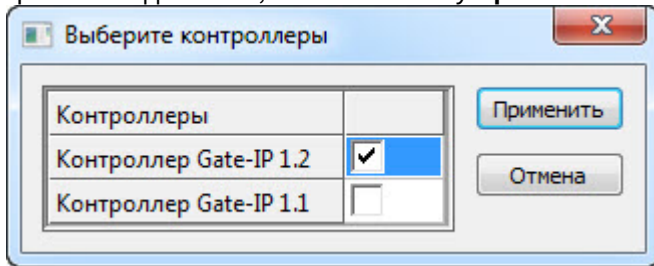 Выберите контроллеры
Контроллеры
Применить
Контроллер Gate-IP 1.2
Отмена
Контроллер Gate-IP 1.1